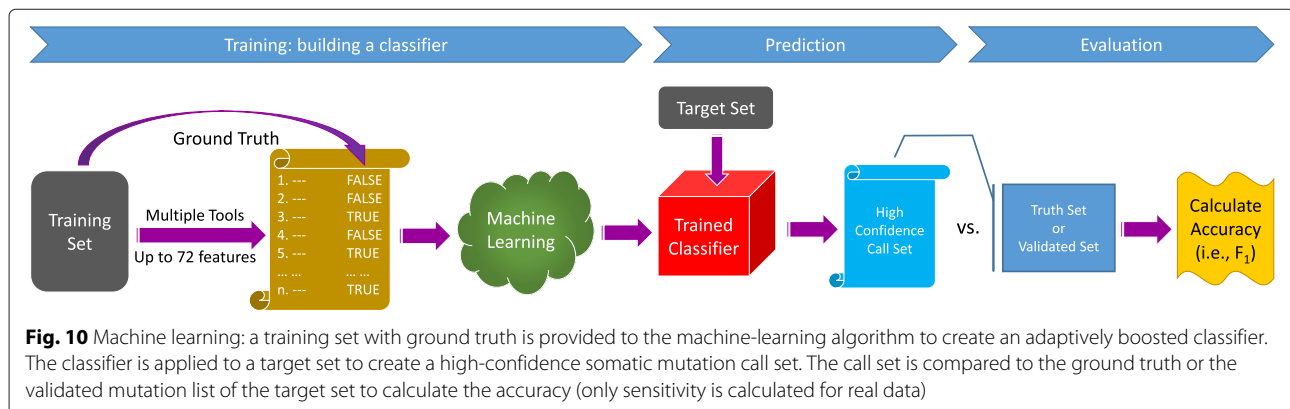 Training: building a classifier
Prediction
Evaluation
Ground Truth
Training
Set
Multiple Tools
Up to 72 features
1. --- FALSE
2. --- FALSE
3. --- TRUE
4. --- FALSE
5. --- TRUE
... ... ... ...
n. --- TRUE
Machine
Learning
Target Set
Trained
Classifier
High
Confidence
Call Set
vs.
Truth Set
or
Validated Set
Calculate
Accuracy
(i.e., F₁)
Fig. 10 Machine learning: a training set with ground truth is provided to the machine-learning algorithm to create an adaptively boosted classifier.
The classifier is applied to a target set to create a high-confidence somatic mutation call set. The call set is compared to the ground truth or the
validated mutation list of the target set to calculate the accuracy (only sensitivity is calculated for real data)